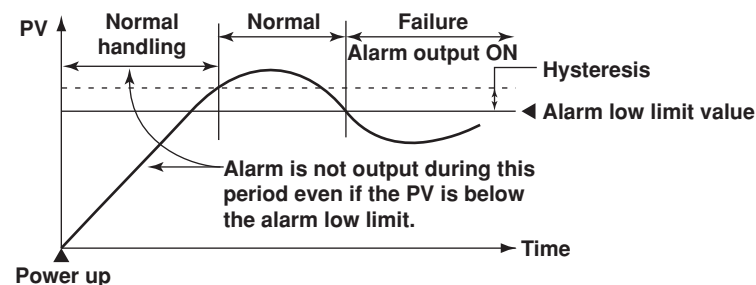 PV
Normal
handling
Normal
Failure
Alarm output ON
Hysteresis
Alarm low limit value
Alarm is not output during this
period even if the PV is below
the alarm low limit.
Time
Power up